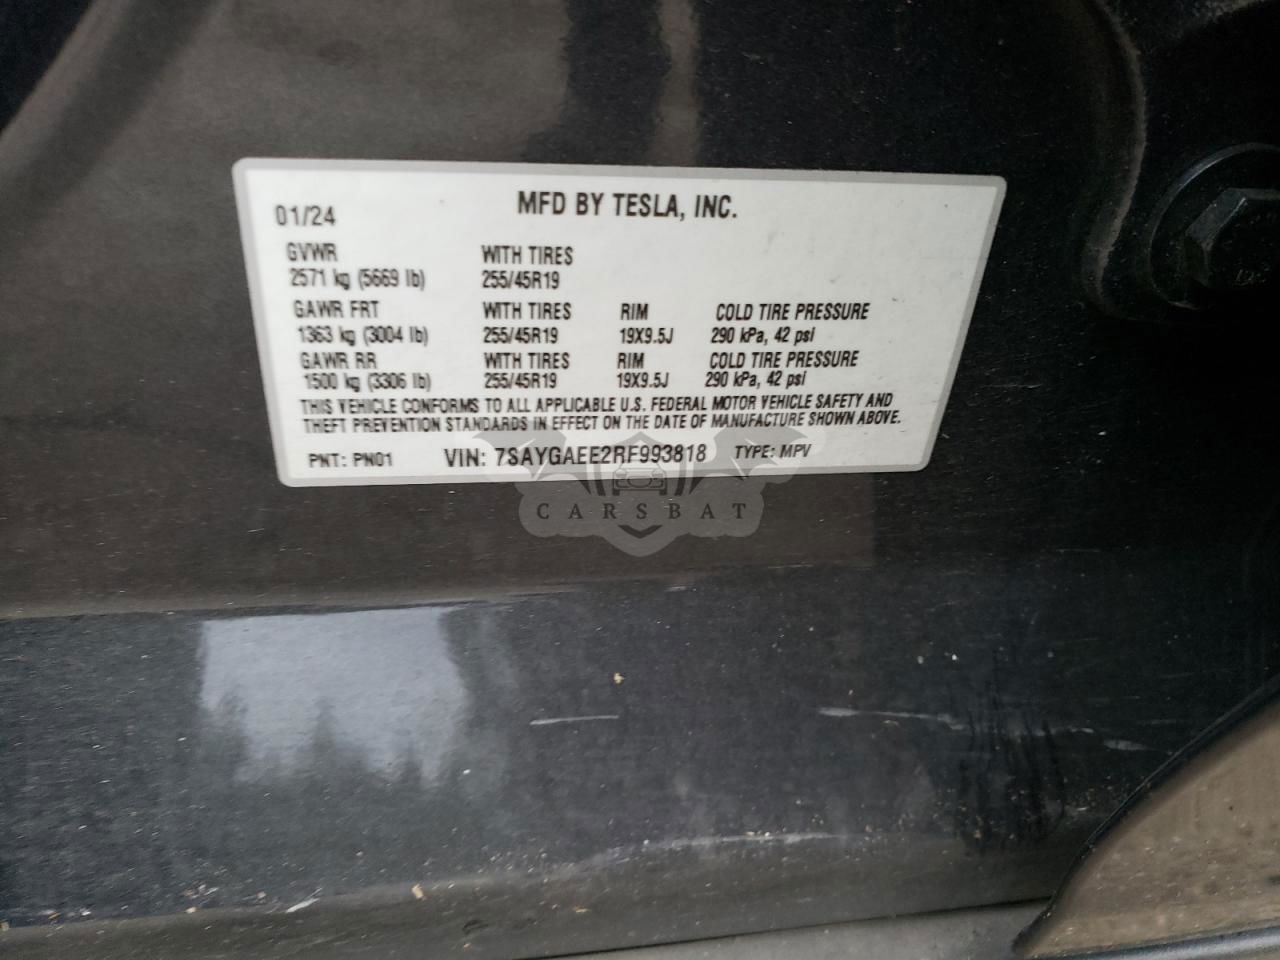 01/24 MFD BY TESLA, INC.
GVWR WITH TIRES
2571 kg (5669 lb) 255/45R19
GAWR FRT WITH TIRES RIM COLD TIRE PRESSURE
1363 kg (3004 lb) 255/45R19 19X9.5J 290 kPa, 42 psi
GAWR RR WITH TIRES RIM COLD TIRE PRESSURE
1500 kg (3306 lb) 255/45R19 19X9.5J 290 kPa, 42 psi
THIS VEHICLE CONFORMS TO ALL APPLICABLE U.S. FEDERAL MOTOR VEHICLE SAFETY AND
THEFT PREVENTION STANDARDS IN EFFECT ON THE DATE OF MANUFACTURE SHOWN ABOVE.
PNT: PN01 VIN: 7SAYGAEE2RF993818 TYPE: MPV
CARSBAT